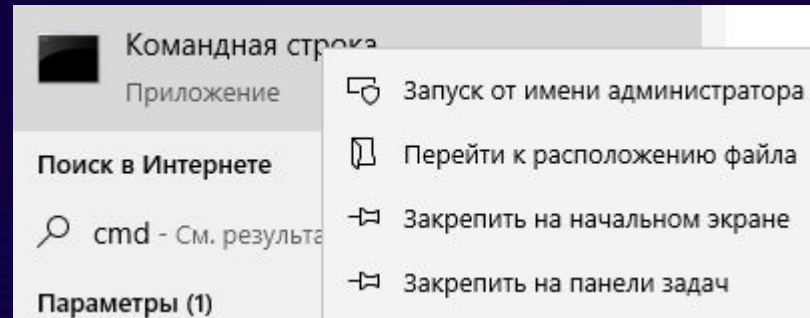 Командная строка
Приложение
Поиск в Интернете
cmd - См. результа
Параметры (1)
Запуск от имени администратора
Перейти к расположению файла
Закрепить на начальном экране
Закрепить на панели задач